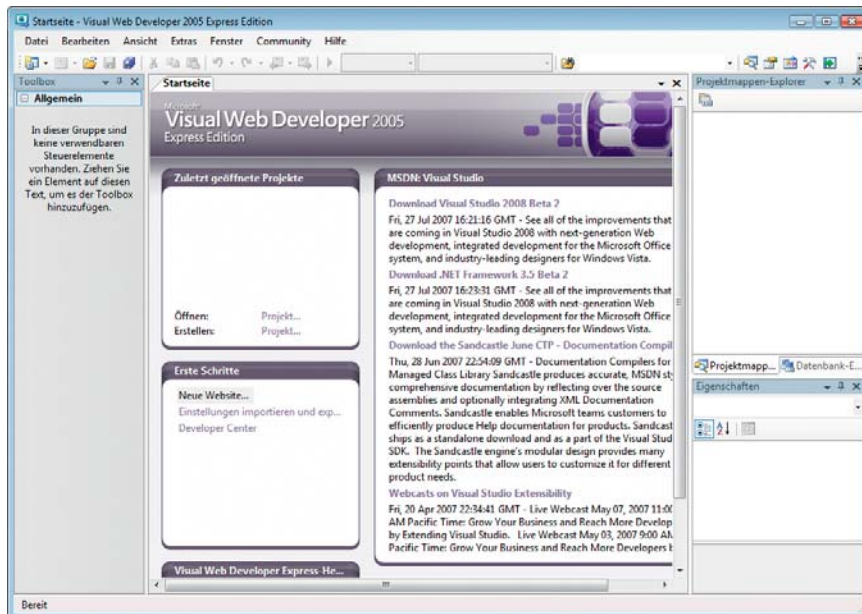 Startseite - Visual Web Developer 2005 Express Edition
Datei Bearbeiten Ansicht Extras Fenster Community Hilfe
Toolbox
Allgemein
In dieser Gruppe sind
keine verwendbaren
Steuerelemente
vorhanden. Ziehen Sie
ein Element auf diesen
Text, um es der Toolbox
hinzuzufügen.
Startseite
Microsoft
Visual Web Developer 2005
Express Edition
Zuletzt geöffnete Projekte
Öffnen: Projekt...
Erstellen: Projekt...
Erste Schritte
Neue Website...
Einstellungen importieren und exp...
Developer Center
Visual Web Developer Express-He...
MSDN: Visual Studio
Download Visual Studio 2008 Beta 2
Fri, 27 Jul 2007 16:21:16 GMT - See all of the improvements that
are coming in Visual Studio 2008 with next-generation Web
development, integrated development for the Microsoft Office
system, and industry-leading designers for Windows Vista.
Download .NET Framework 3.5 Beta 2
Fri, 27 Jul 2007 16:23:31 GMT - See all of the improvements that
are coming in Visual Studio 2008 with next-generation Web
development, integrated development for the Microsoft Office
system, and industry-leading designers for Windows Vista.
Download the Sandcastle June CTP - Documentation Compil
Thu, 28 Jun 2007 22:54:09 GMT - Documentation Compilers for
Managed Class Library Sandcastle produces accurate, MSDN sty
comprehensive documentation by reflecting over the source
assemblies and optionally integrating XML Documentation
Comments. Sandcastle enables Microsoft teams customers to
efficiently produce Help documentation for products. Sandcast
ships as a standalone download and as a part of the Visual Stud
SDK. The Sandcastle engine's modular design provides many
extensibility points that allow users to customize it for different
product needs.
Webcasts on Visual Studio Extensibility
Fri, 20 Apr 2007 22:34:41 GMT - Live Webcast May 07, 2007 11:00
AM Pacific Time: Grow Your Business and Reach More Develop
by Extending Visual Studio. Live Webcast May 03, 2007 9:00 AM
Pacific Time: Grow Your Business and Reach More Developers b
Projektmappen-Explorer
Projektmapp... Datenbank-E...
Eigenschaften
Bereit